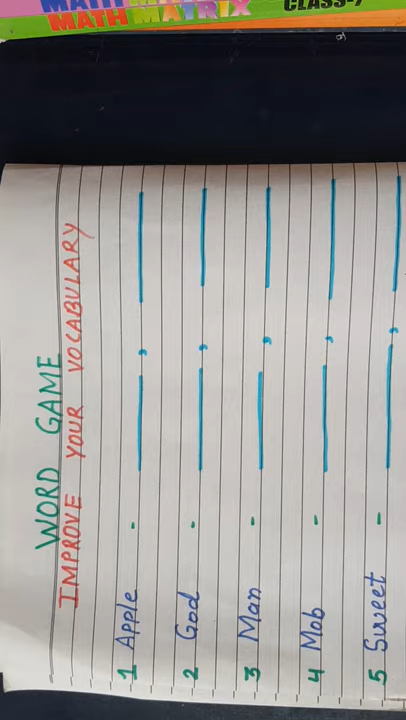 MATH MATRIX
CLASS-7
WORD GAME
IMPROVE YOUR VOCABULARY
1 Apple - ,
2 God - ,
3 Man - ,
4 Mob - ,
5 Sweet - ,